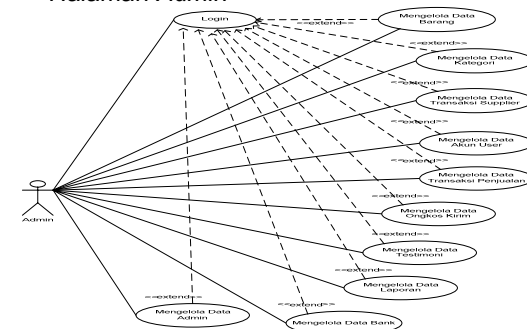 Halaman Admin
Login
<<extend>>
Mengelola Data
Barang
<<extend>>
Mengelola Data
Kategori
<<extend>>
Mengelola Data
Transaksi Supplier
<<extend>>
Mengelola Data
Akun User
<<extend>>
Mengelola Data
Transaksi Penjualan
<<extend>>
Mengelola Data
Ongkos Kirim
<<extend>>
Mengelola Data
Testimoni
<<extend>>
Mengelola Data
Laporan
<<extend>>
Mengelola Data Bank
<<extend>>
Mengelola Data
Admin
Admin